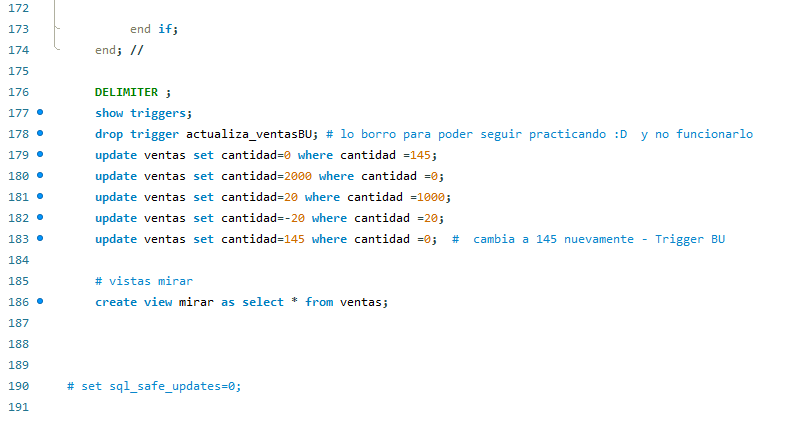 172
173 end if;
174 end; //
175
176 DELIMITER ;
177 show triggers;
178 drop trigger actualiza_ventasBU; # lo borro para poder seguir practicando :D  y no funcionarlo
179 update ventas set cantidad=0 where cantidad =145;
180 update ventas set cantidad=2000 where cantidad =0;
181 update ventas set cantidad=20 where cantidad =1000;
182 update ventas set cantidad=-20 where cantidad =20;
183 update ventas set cantidad=145 where cantidad =0;  #  cambia a 145 nuevamente - Trigger BU
184
185 # vistas mirar
186 create view mirar as select * from ventas;
187
188
189
190 # set sql_safe_updates=0;
191